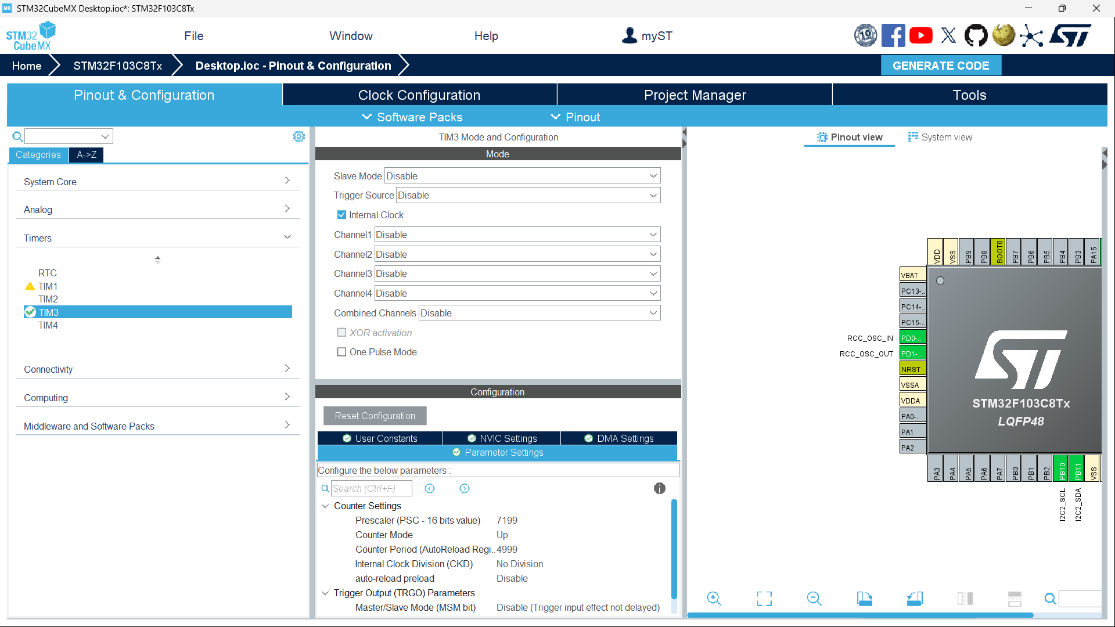 STM32CubeMX Desktop.ioc*: STM32F103C8Tx
STM32
CubeMX
File
Window
Help
myST
10
Home
STM32F103C8Tx
Desktop.ioc - Pinout & Configuration
GENERATE CODE
Pinout & Configuration
Clock Configuration
Project Manager
Tools
Software Packs
Pinout
Categories
A->Z
System Core
Analog
Timers
RTC
TIM1
TIM2
TIM3
TIM4
Connectivity
Computing
Middleware and Software Packs
TIM3 Mode and Configuration
Mode
Slave Mode Disable
Trigger Source Disable
Internal Clock
Channel1 Disable
Channel2 Disable
Channel3 Disable
Channel4 Disable
Combined Channels Disable
XOR activation
One Pulse Mode
Configuration
Reset Configuration
User Constants
NVIC Settings
DMA Settings
Parameter Settings
Configure the below parameters :
Search (Ctrl+F)
Counter Settings
Prescaler (PSC - 16 bits value) 7199
Counter Mode Up
Counter Period (AutoReload Regi.. 4999
Internal Clock Division (CKD) No Division
auto-reload preload Disable
Trigger Output (TRGO) Parameters
Master/Slave Mode (MSM bit) Disable (Trigger input effect not delayed)
Pinout view
System view
VDD
VSS
PB9
PB8
BOOT0
PB7
PB6
PB5
PB4
PB3
PA15
VBAT
PC13-..
PC14-..
PC15-..
RCC_OSC_IN PD0-..
RCC_OSC_OUT PD1-
NRST
VSSA
VDDA
PA0-..
PA1
PA2
ST
STM32F103C8Tx
LQFP48
PA3
PA4
PA5
PA6
PA7
PB0
PB1
PB2
PB10
PB11
VSS
I2C2_SCL
I2C2_SDA